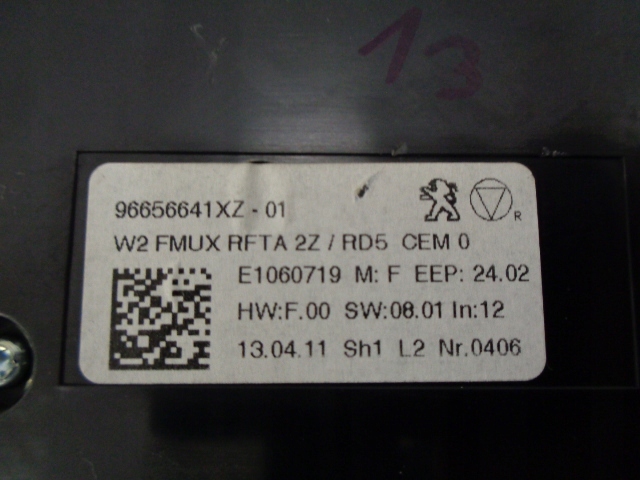 13
96656641XZ - 01
W2 FMUX RFTA 2Z / RD5 CEM 0
R
E1060719 M: F EEP: 24.02
HW:F.00 SW:08.01 In:12
13.04.11 Sh1 L2 Nr.0406